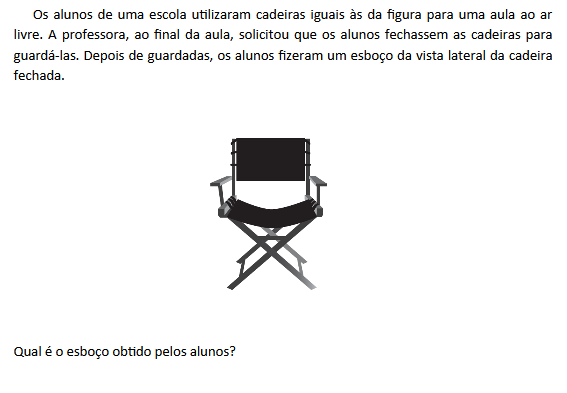 Os alunos de uma escola utilizaram cadeiras iguais às da figura para uma aula ao ar
livre. A professora, ao final da aula, solicitou que os alunos fechassem as cadeiras para
guardá-las. Depois de guardadas, os alunos fizeram um esboço da vista lateral da cadeira
fechada.
Qual é o esboço obtido pelos alunos?